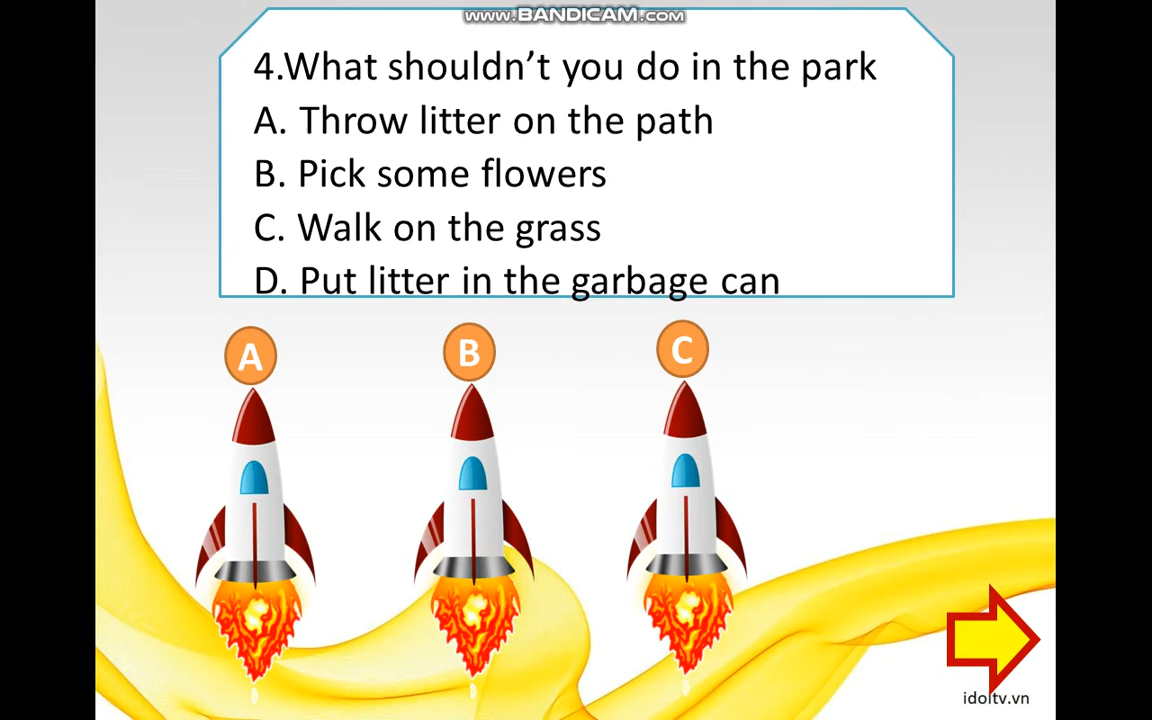 www.BANDICAM.com
4.What shouldn't you do in the park
A. Throw litter on the path
B. Pick some flowers
C. Walk on the grass
D. Put litter in the garbage can
A
B
C
idoltv.vn